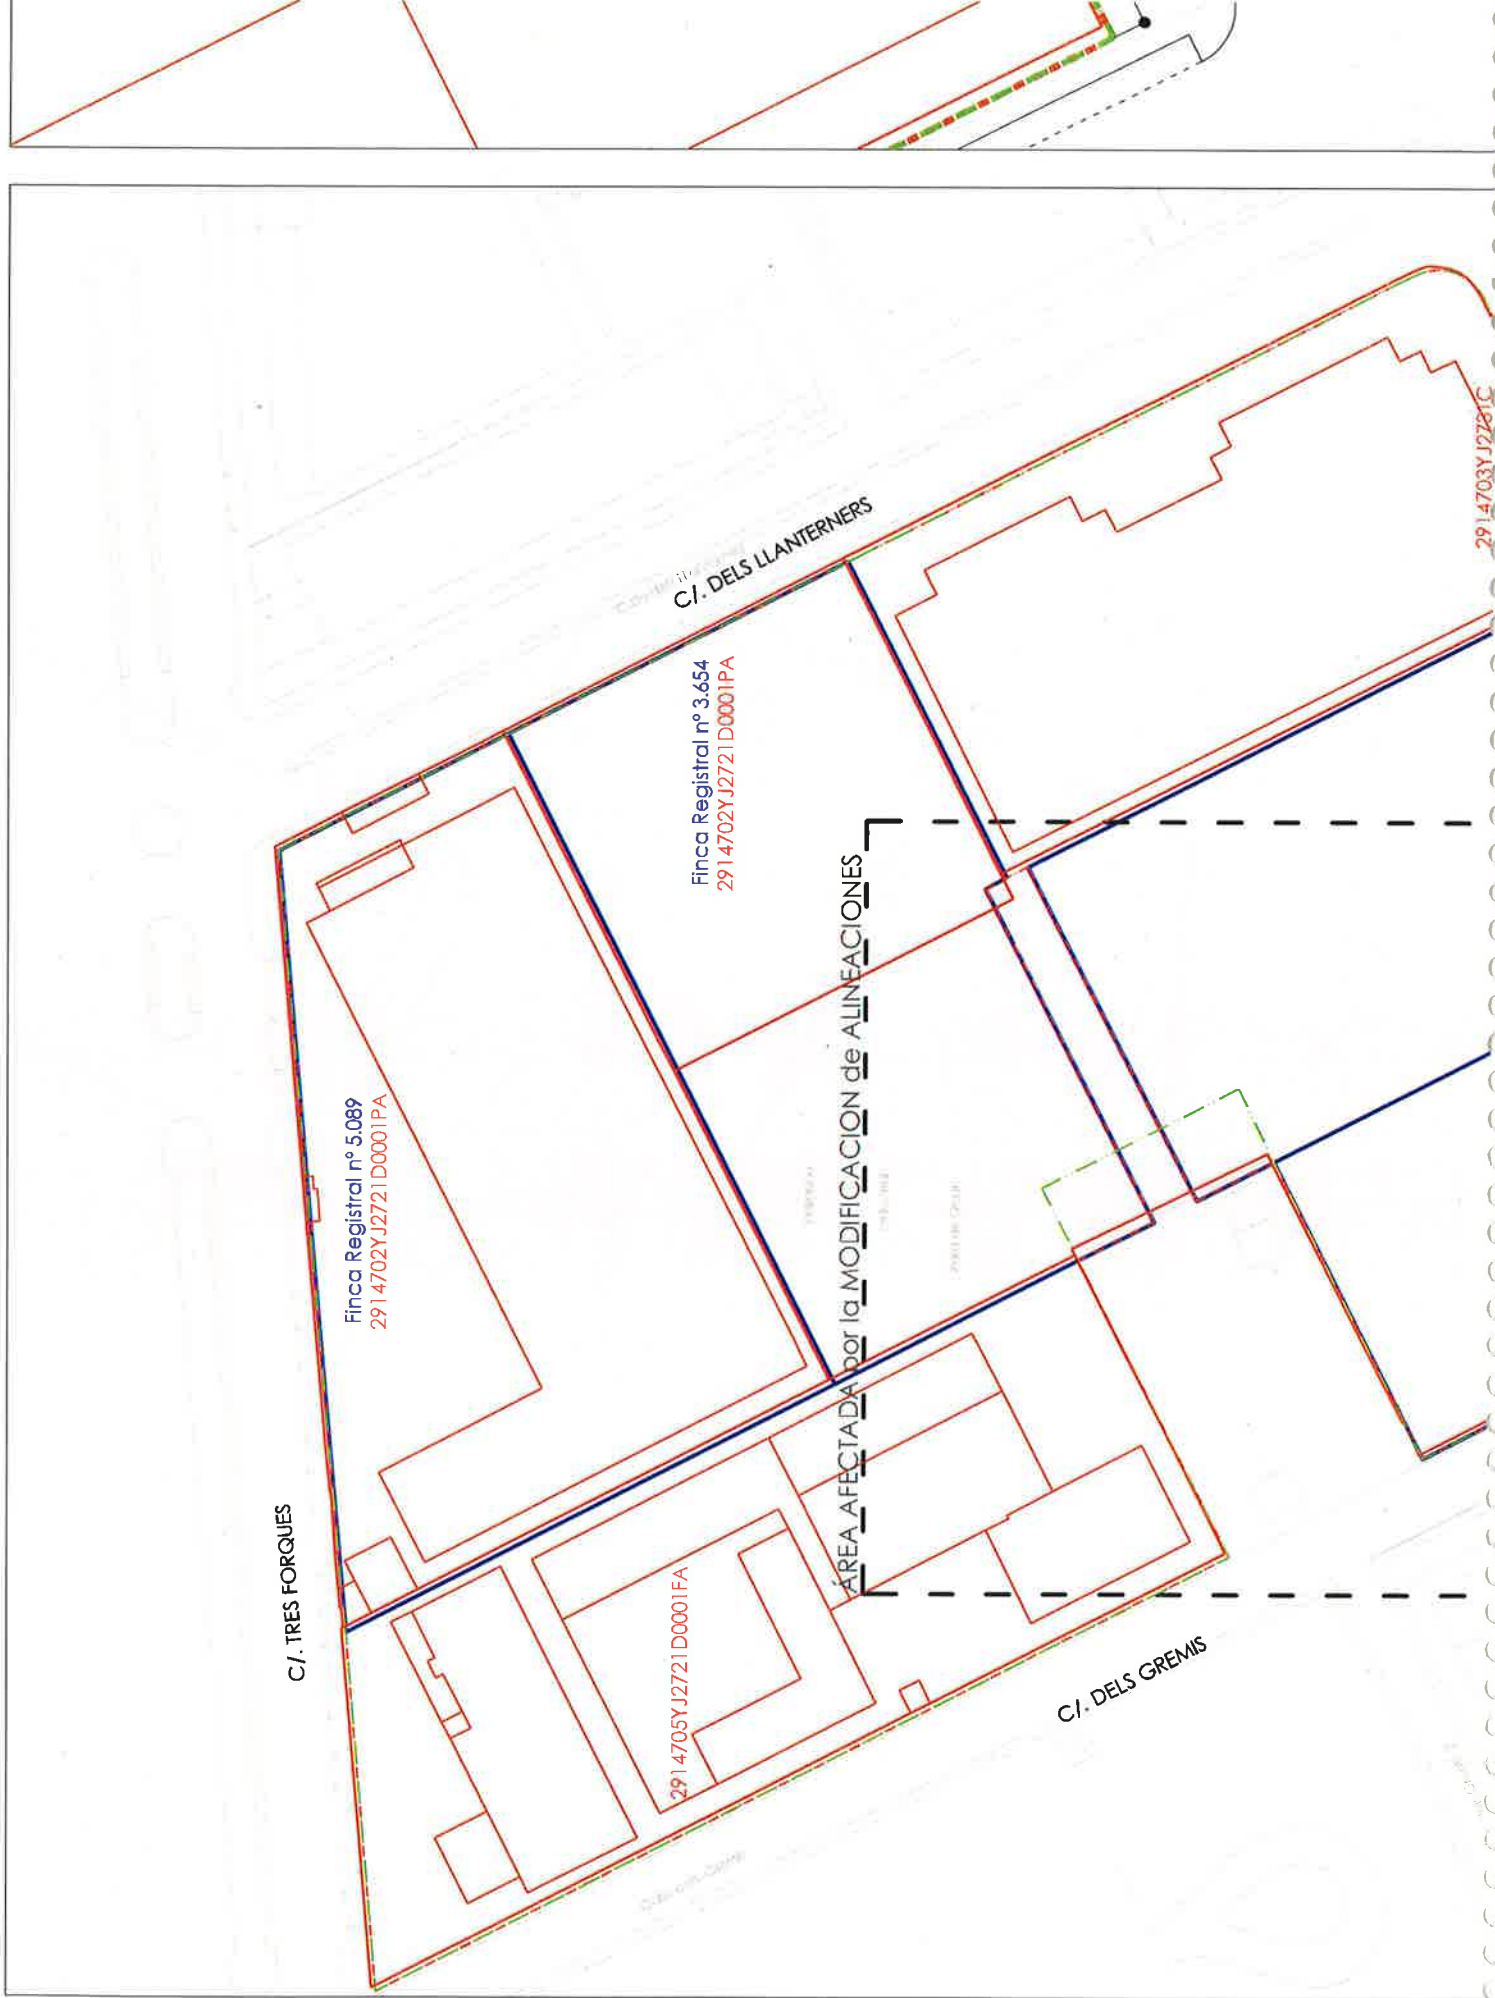 C/. TRES FORQUES
Finca Registral nº 5.089
2914702YJ2721D0001PA
C/. DELS LLANTERNERS
Finca Registral nº 3.654
2914702YJ2721D0001PA
ÁREA AFECTADA por la MODIFICACION de ALINEACIONES
2914705YJ2721D0001FA
C/. DELS GREMIS
2914703YJ2721C